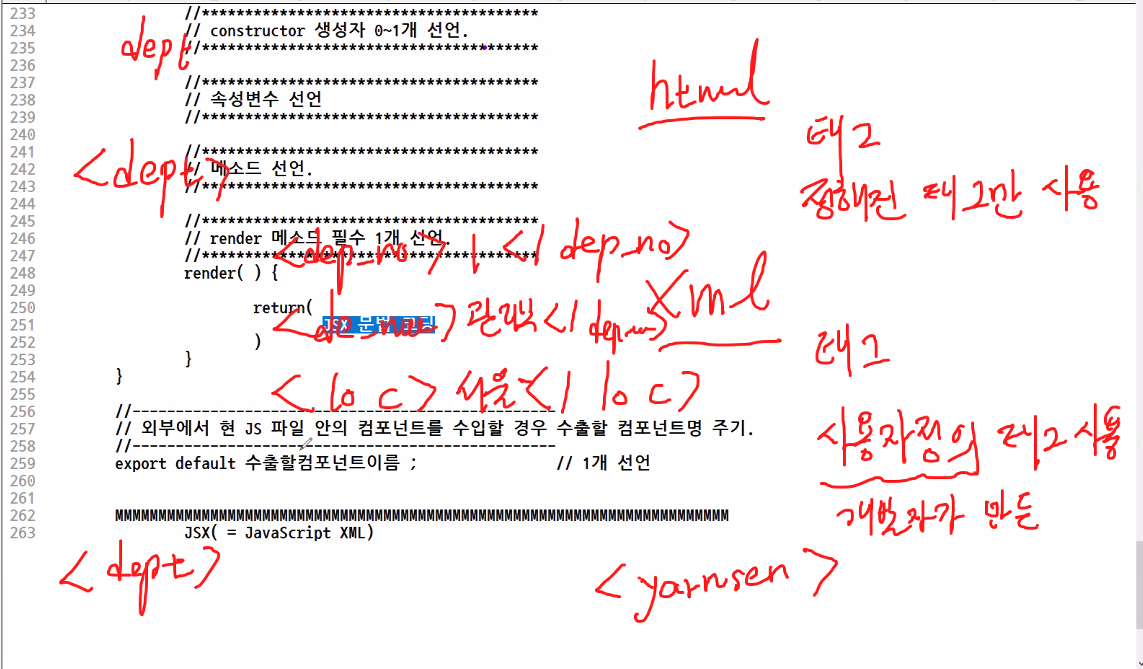 233 //***************************************
234 // constructor 생성자 0~1개 선언.
235 //***************************************
236
237 //***************************************
238 // 속성변수 선언
239 //***************************************
240
241 //***************************************
242 // 메소드 선언.
243 //***************************************
244
245 //***************************************
246 // render 메소드 필수 1개 선언.
247 //***************************************
248 render( ) {
249
250 return(
251 JSX 문법
252 )
253 }
254 }
255
256 //-------------------------------------------------
257 // 외부에서 현 JS 파일 안의 컴포넌트를 수입할 경우 수출할 컴포넌트명 주기.
258 //-------------------------------------------------
259 export default 수출할컴포넌트이름 ; // 1개 선언
260
261
262 MMMMMMMMMMMMMMMMMMMMMMMMMMMMMMMMMMMMMMMMMMMMMMMMMMMMMMMMMMMMMMMMMMMMMMM
263 JSX( = JavaScript XML)
dept
<dept>
<dep_no> 1 </dep_no>
<loc> 서울 </loc>
<dept>
html
태그
정해진 태그만 사용
xml
태그
사용자정의 태그 사용
개발자가 만든